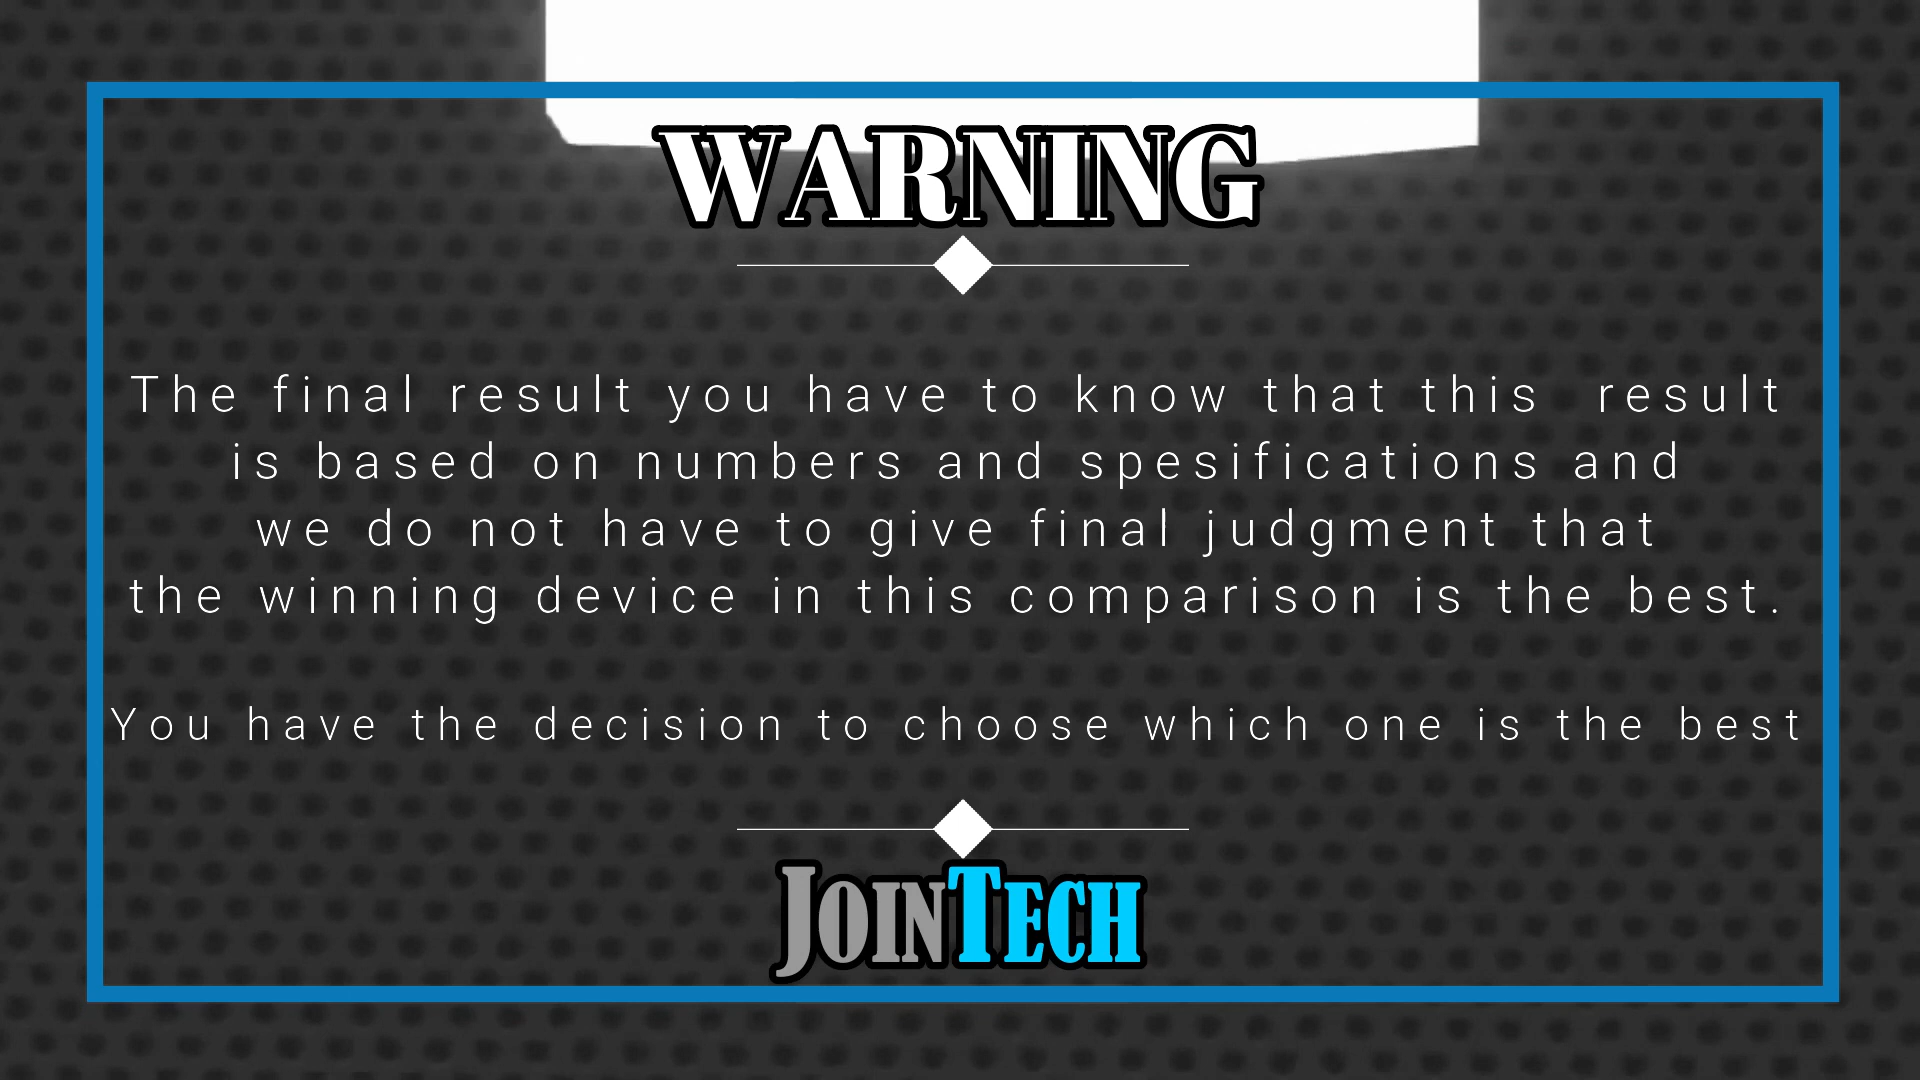 WARNING
The final result you have to know that this result
is based on numbers and spesifications and
we do not have to give final judgment that
the winning device in this comparison is the best.
You have the decision to choose which one is the best
JOINTECH